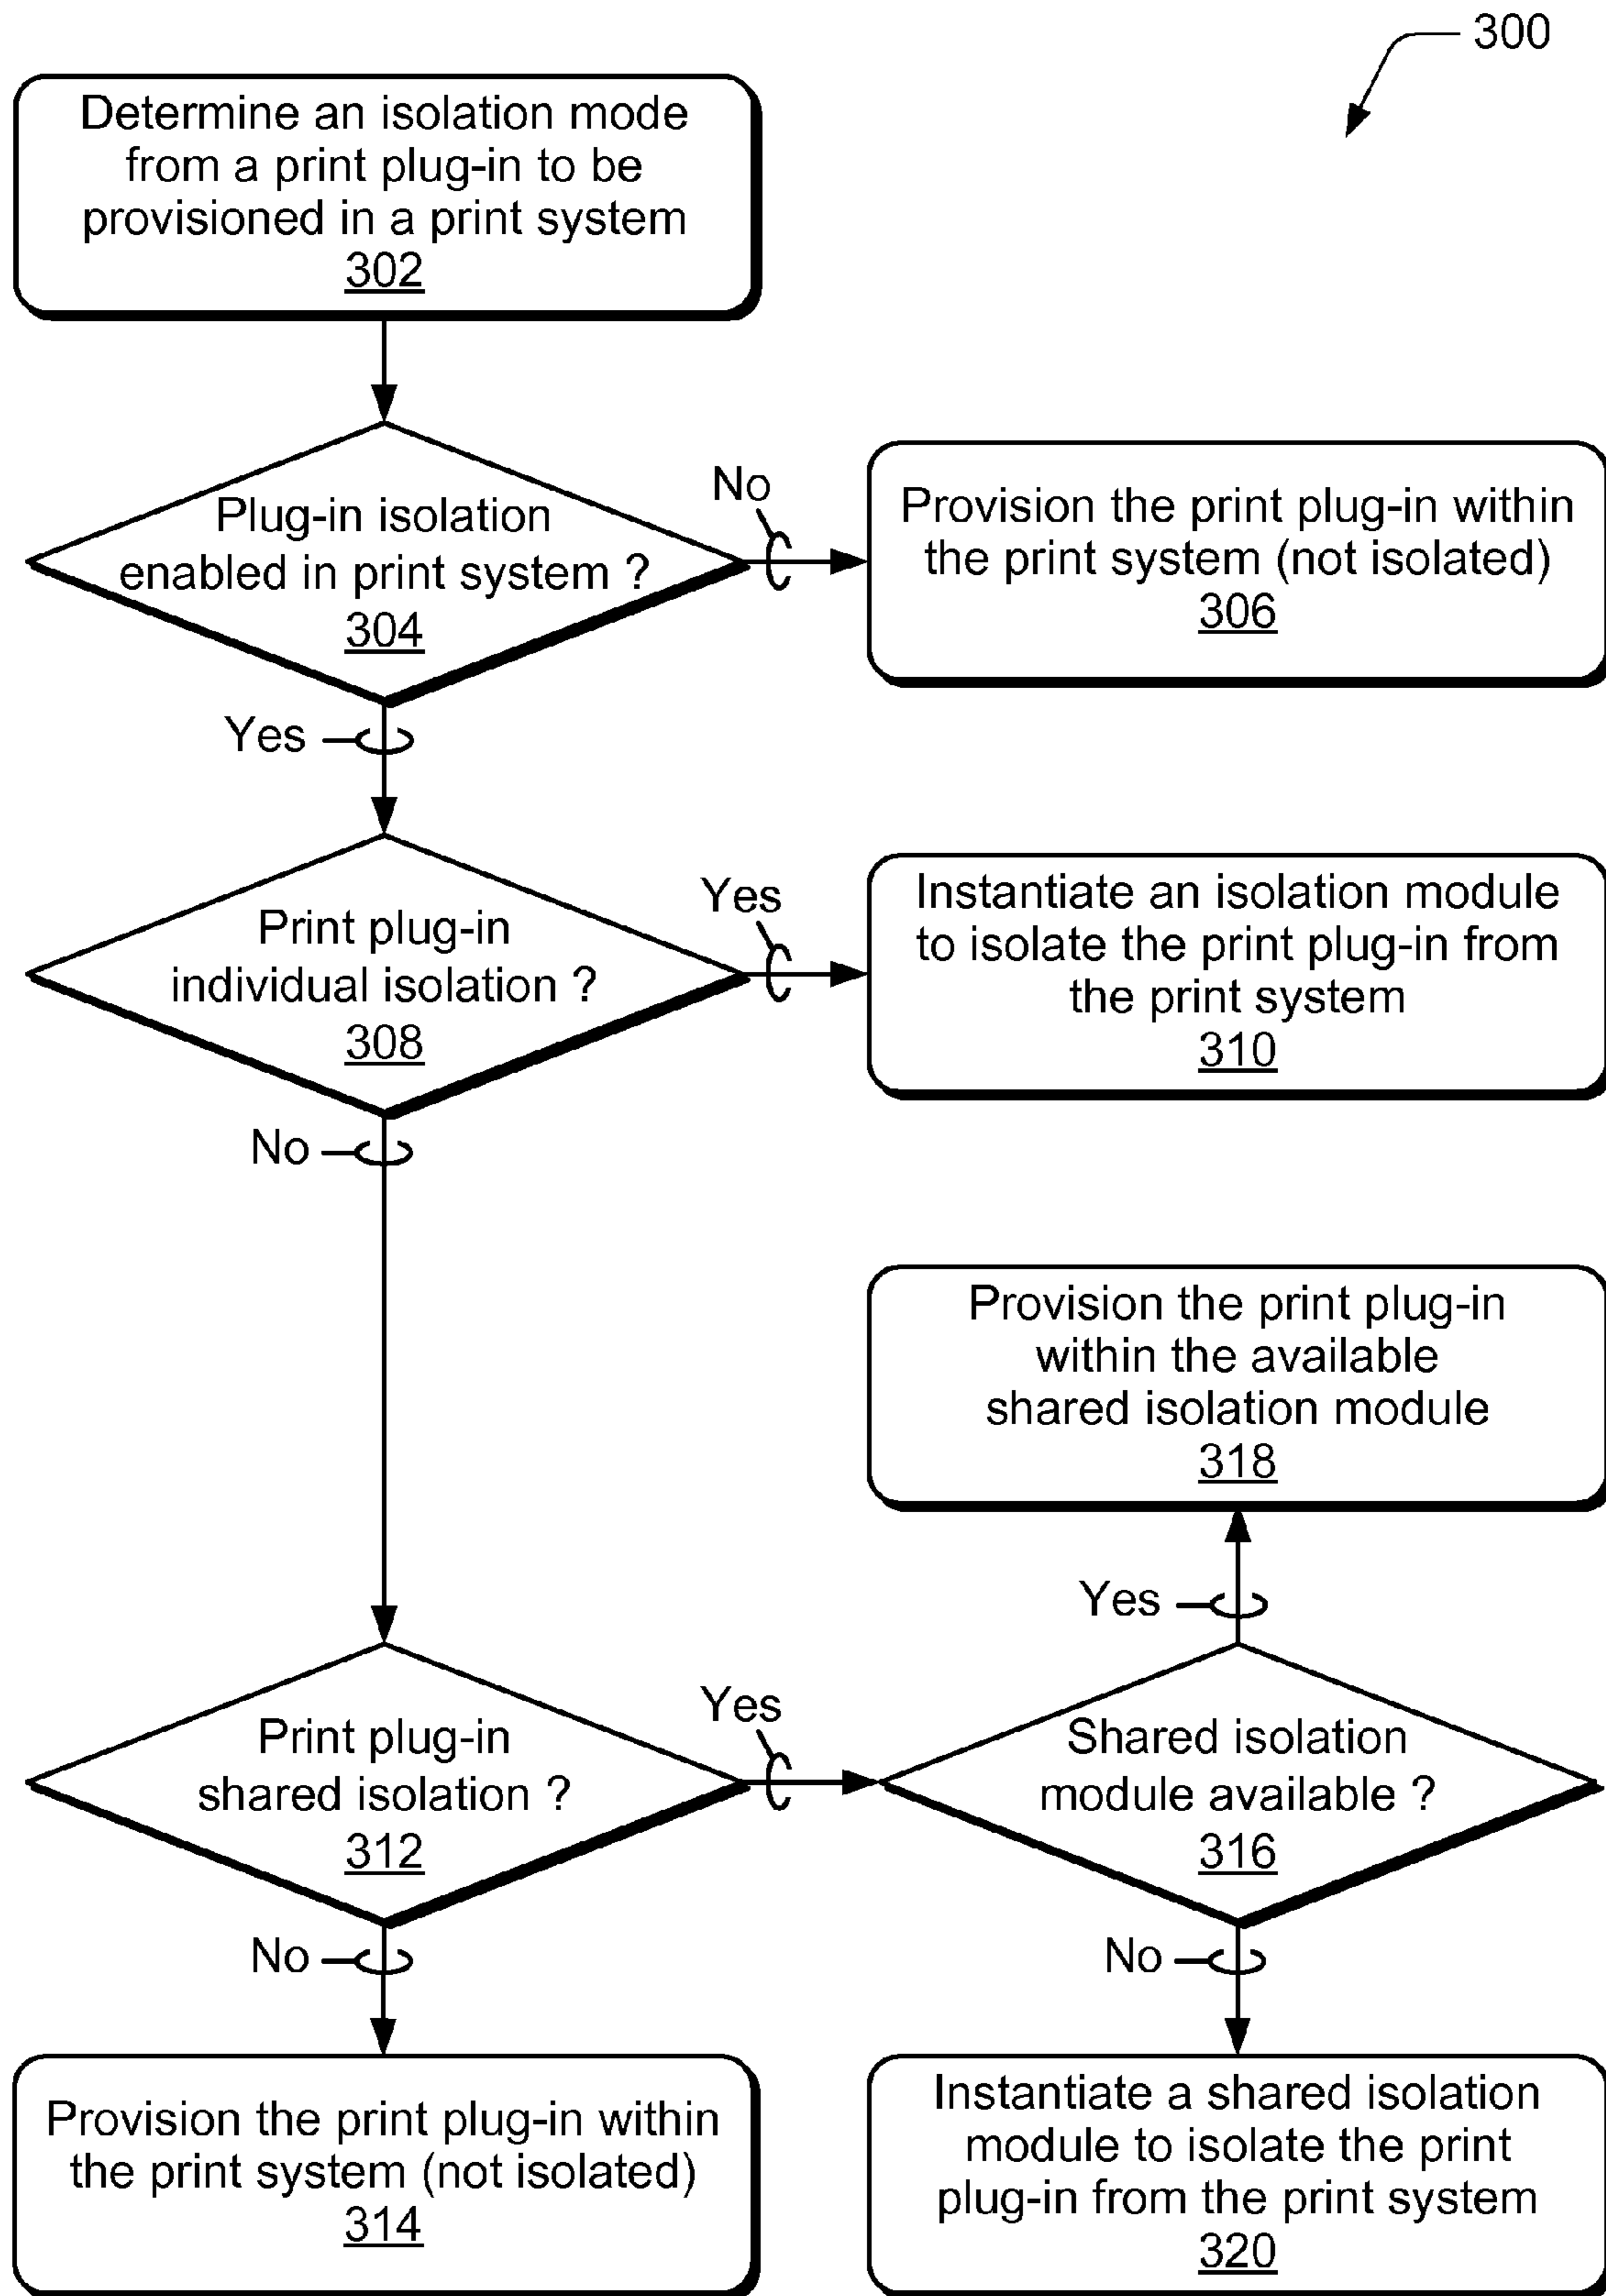 300
Determine an isolation mode
from a print plug-in to be
provisioned in a print system
302
Plug-in isolation
enabled in print system ?
304
No
Provision the print plug-in within
the print system (not isolated)
306
Yes
Print plug-in
individual isolation ?
308
Yes
Instantiate an isolation module
to isolate the print plug-in from
the print system
310
No
Provision the print plug-in
within the available
shared isolation module
318
Yes
Print plug-in
shared isolation ?
312
Yes
Shared isolation
module available ?
316
No
No
Provision the print plug-in within
the print system (not isolated)
314
Instantiate a shared isolation
module to isolate the print
plug-in from the print system
320